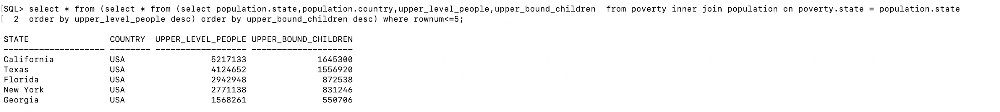 [SQL> select * from (select * from (select population.state,population.country,upper_level_people,upper_bound_children  from poverty inner join population on poverty.state = population.state
[  2  order by upper_level_people desc) order by upper_bound_children desc) where rownum<=5;
STATE                COUNTRY  UPPER_LEVEL_PEOPLE UPPER_BOUND_CHILDREN
-------------------- -------- ------------------ --------------------
California           USA                 5217133              1645300
Texas                USA                 4124652              1556920
Florida              USA                 2942948               872538
New York             USA                 2771138               831246
Georgia              USA                 1568261               550706